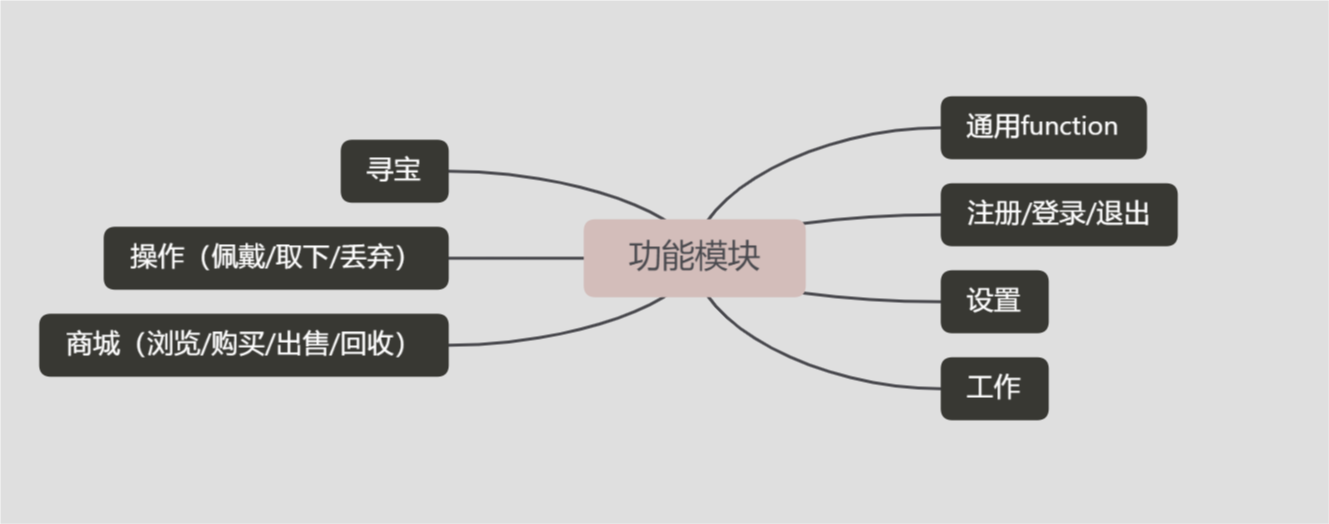 功能模块
通用function
注册/登录/退出
设置
工作
寻宝
操作（佩戴/取下/丢弃）
商城（浏览/购买/出售/回收）